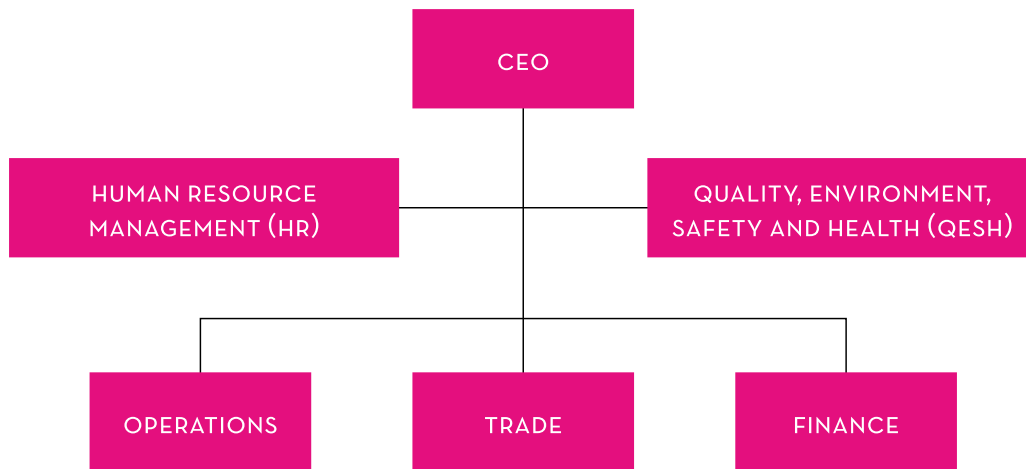 CEO
HUMAN RESOURCE
MANAGEMENT (HR)
QUALITY, ENVIRONMENT,
SAFETY AND HEALTH (QESH)
OPERATIONS
TRADE
FINANCE